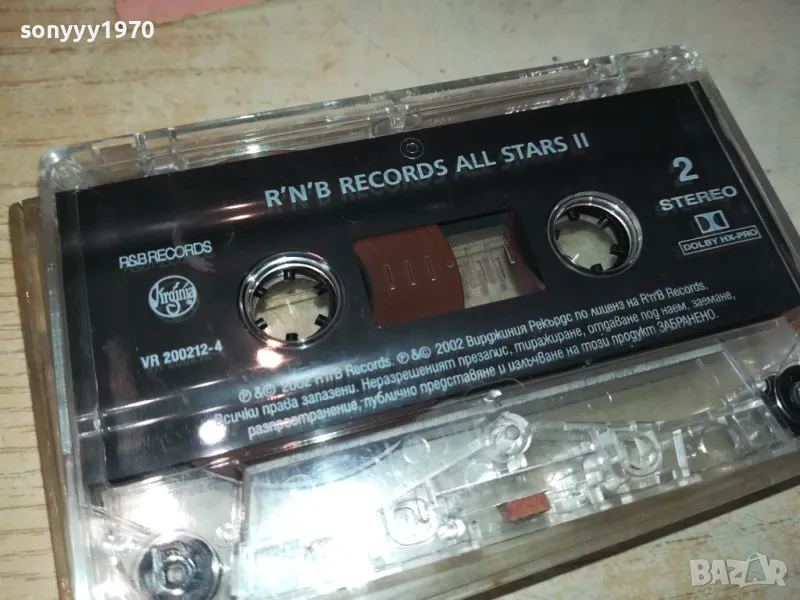 sonyyy1970
R'N'B RECORDS ALL STARS II
2
STEREO
DOLBY HX-PRO
R&B RECORDS
Virginia
VR 200212-4
℗ &© 2002 R'n'B Records. ℗ &© 2002 Вирджиния Рекърдс по лиценз на R'n'B Records.
Всички права запазени. Неразрешеният презапис, тиражиране, отдаване под наем, заемане,
разпространение, публично представяне и излъчване на този продукт ЗАБРАНЕНО.
BAZAR